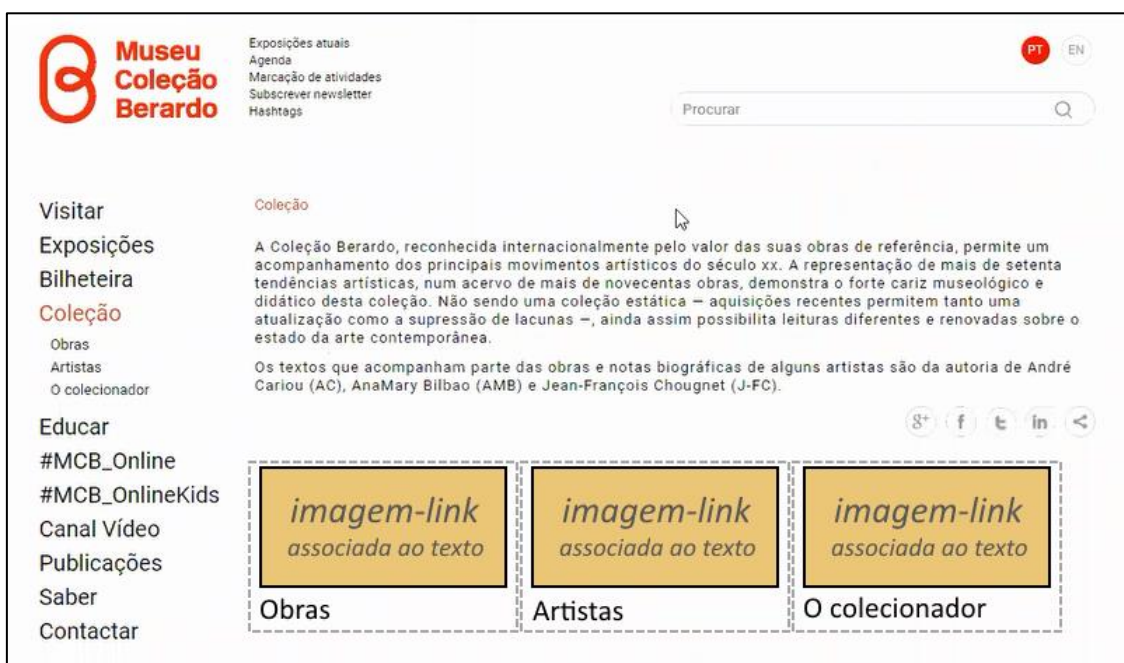 Museu
Coleção
Berardo
Exposições atuais
Agenda
Marcação de atividades
Subscrever newsletter
Hashtags
PT EN
Procurar
Visitar
Exposições
Bilheteira
Coleção
Obras
Artistas
O colecionador
Educar
#MCB_Online
#MCB_OnlineKids
Canal Vídeo
Publicações
Saber
Contactar
Coleção
A Coleção Berardo, reconhecida internacionalmente pelo valor das suas obras de referência, permite um
acompanhamento dos principais movimentos artísticos do século xx. A representação de mais de setenta
tendências artísticas, num acervo de mais de novecentas obras, demonstra o forte cariz museológico e
didático desta coleção. Não sendo uma coleção estática — aquisições recentes permitem tanto uma
atualização como a supressão de lacunas —, ainda assim possibilita leituras diferentes e renovadas sobre o
estado da arte contemporânea.
Os textos que acompanham parte das obras e notas biográficas de alguns artistas são da autoria de André
Cariou (AC), AnaMary Bilbao (AMB) e Jean-François Chougnet (J-FC).
g+ f t in
imagem-link
associada ao texto
Obras
imagem-link
associada ao texto
Artistas
imagem-link
associada ao texto
O colecionador